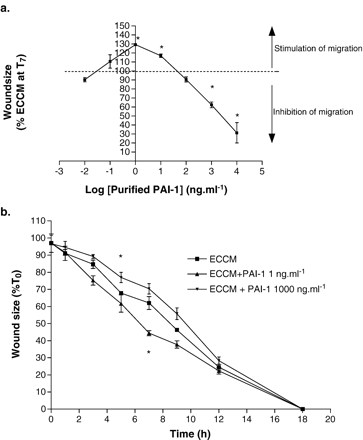 a.
Woundsize
(% ECCM at T7)
150
140
130
120
110
100
90
80
70
60
50
40
30
20
10
*
*
*
*
Stimulation of migration
Inhibition of migration
-3 -2 -1 0 1 2 3 4 5
Log [Purified PAI-1] (ng.ml-1)
b.
Wound size (%T0)
110
100
90
80
70
60
50
40
30
20
10
0
*
*
*
ECCM
ECCM+PAI-1 1 ng.ml-1
ECCM + PAI-1 1000 ng.ml-1
0 2 4 6 8 10 12 14 16 18 20
Time (h)